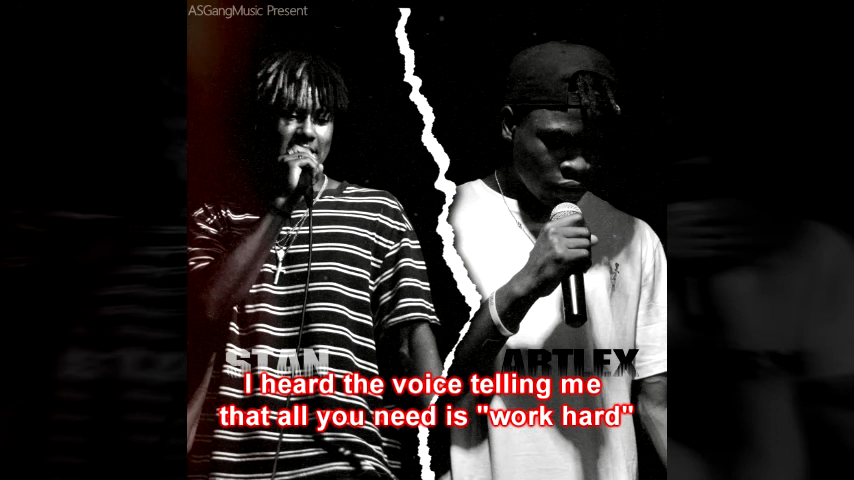 ASGangMusic Present
STAN
ARTLEX
I heard the voice telling me
that all you need is "work hard"